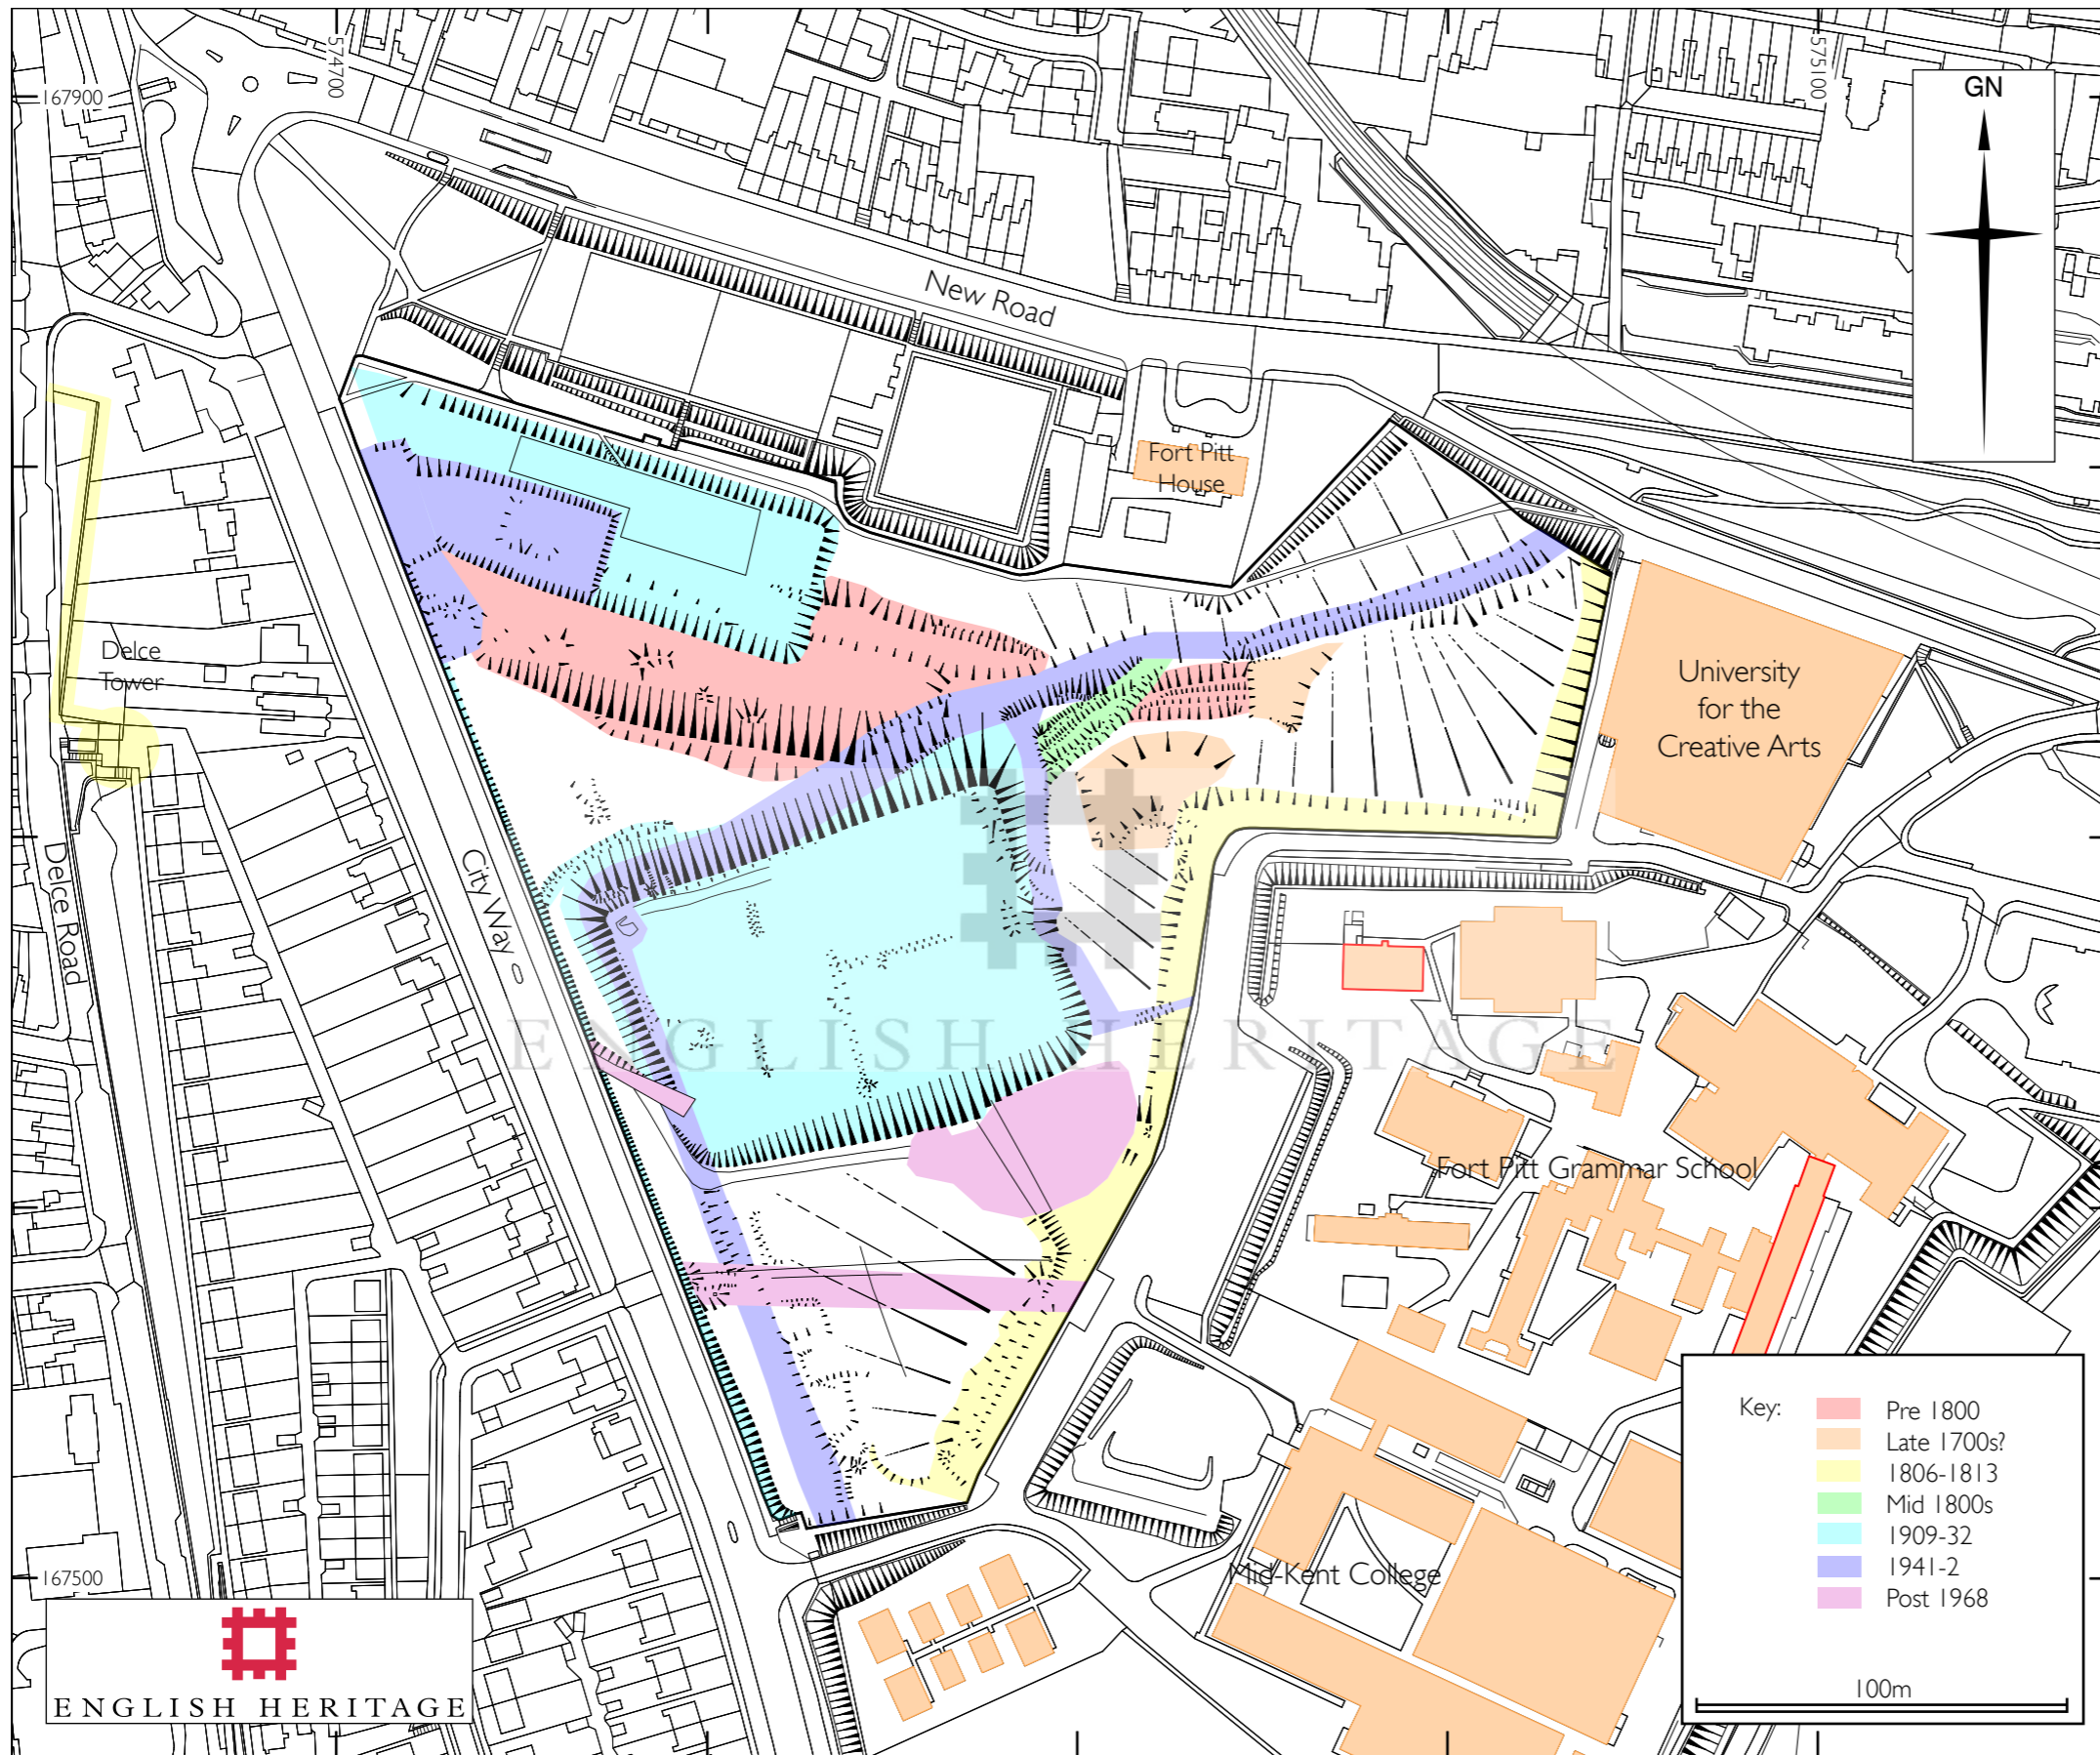 574700
575100
167900
GN
New Road
Fort Pitt
House
Delce
Tower
University
for the
Creative Arts
City Way
Delce Road
ENGLISH HERITAGE
Fort Pitt Grammar School
Mid-Kent College
167500
ENGLISH HERITAGE
Key:
Pre 1800
Late 1700s?
1806-1813
Mid 1800s
1909-32
1941-2
Post 1968
100m